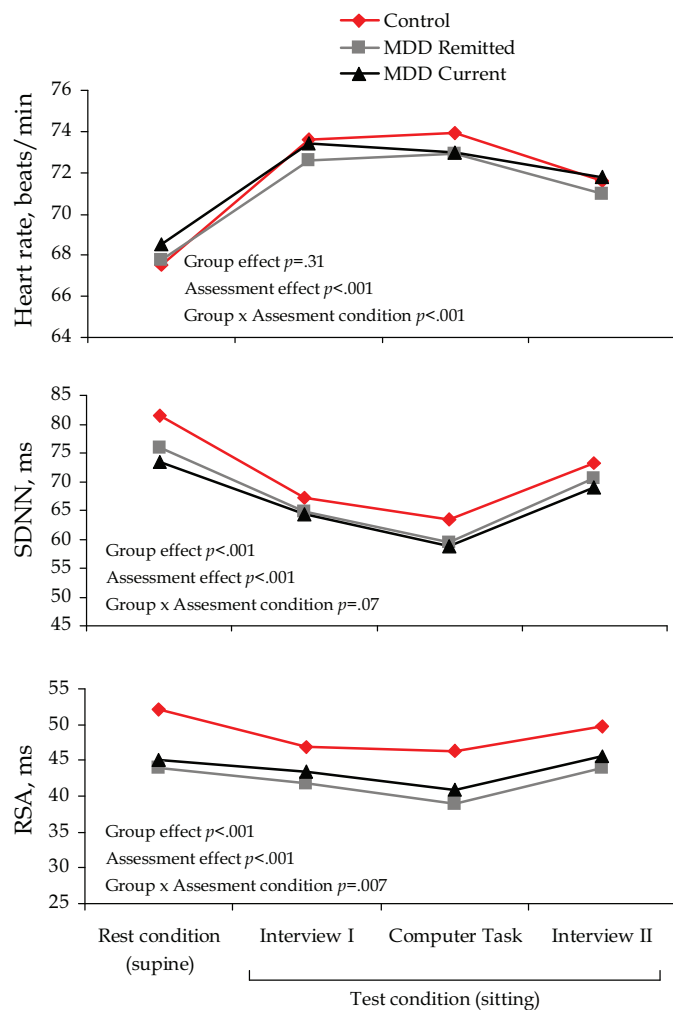 Control
MDD Remitted
MDD Current
Heart rate, beats/min
76
74
72
70
68
66
64
Group effect p=.31
Assessment effect p<.001
Group x Assesment condition p<.001
SDNN, ms
85
80
75
70
65
60
55
50
45
Group effect p<.001
Assessment effect p<.001
Group x Assesment condition p=.07
RSA, ms
55
50
45
40
35
30
25
Group effect p<.001
Assessment effect p<.001
Group x Assesment condition p=.007
Rest condition
(supine)
Interview I
Computer Task
Interview II
Test condition (sitting)